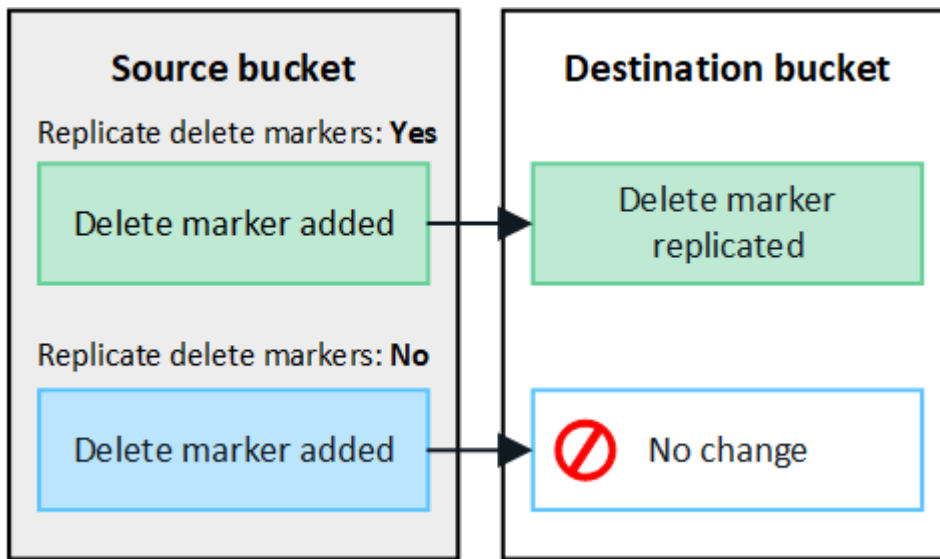 Source bucket
Replicate delete markers: Yes
Delete marker added
Replicate delete markers: No
Delete marker added
Destination bucket
Delete marker
replicated
No change